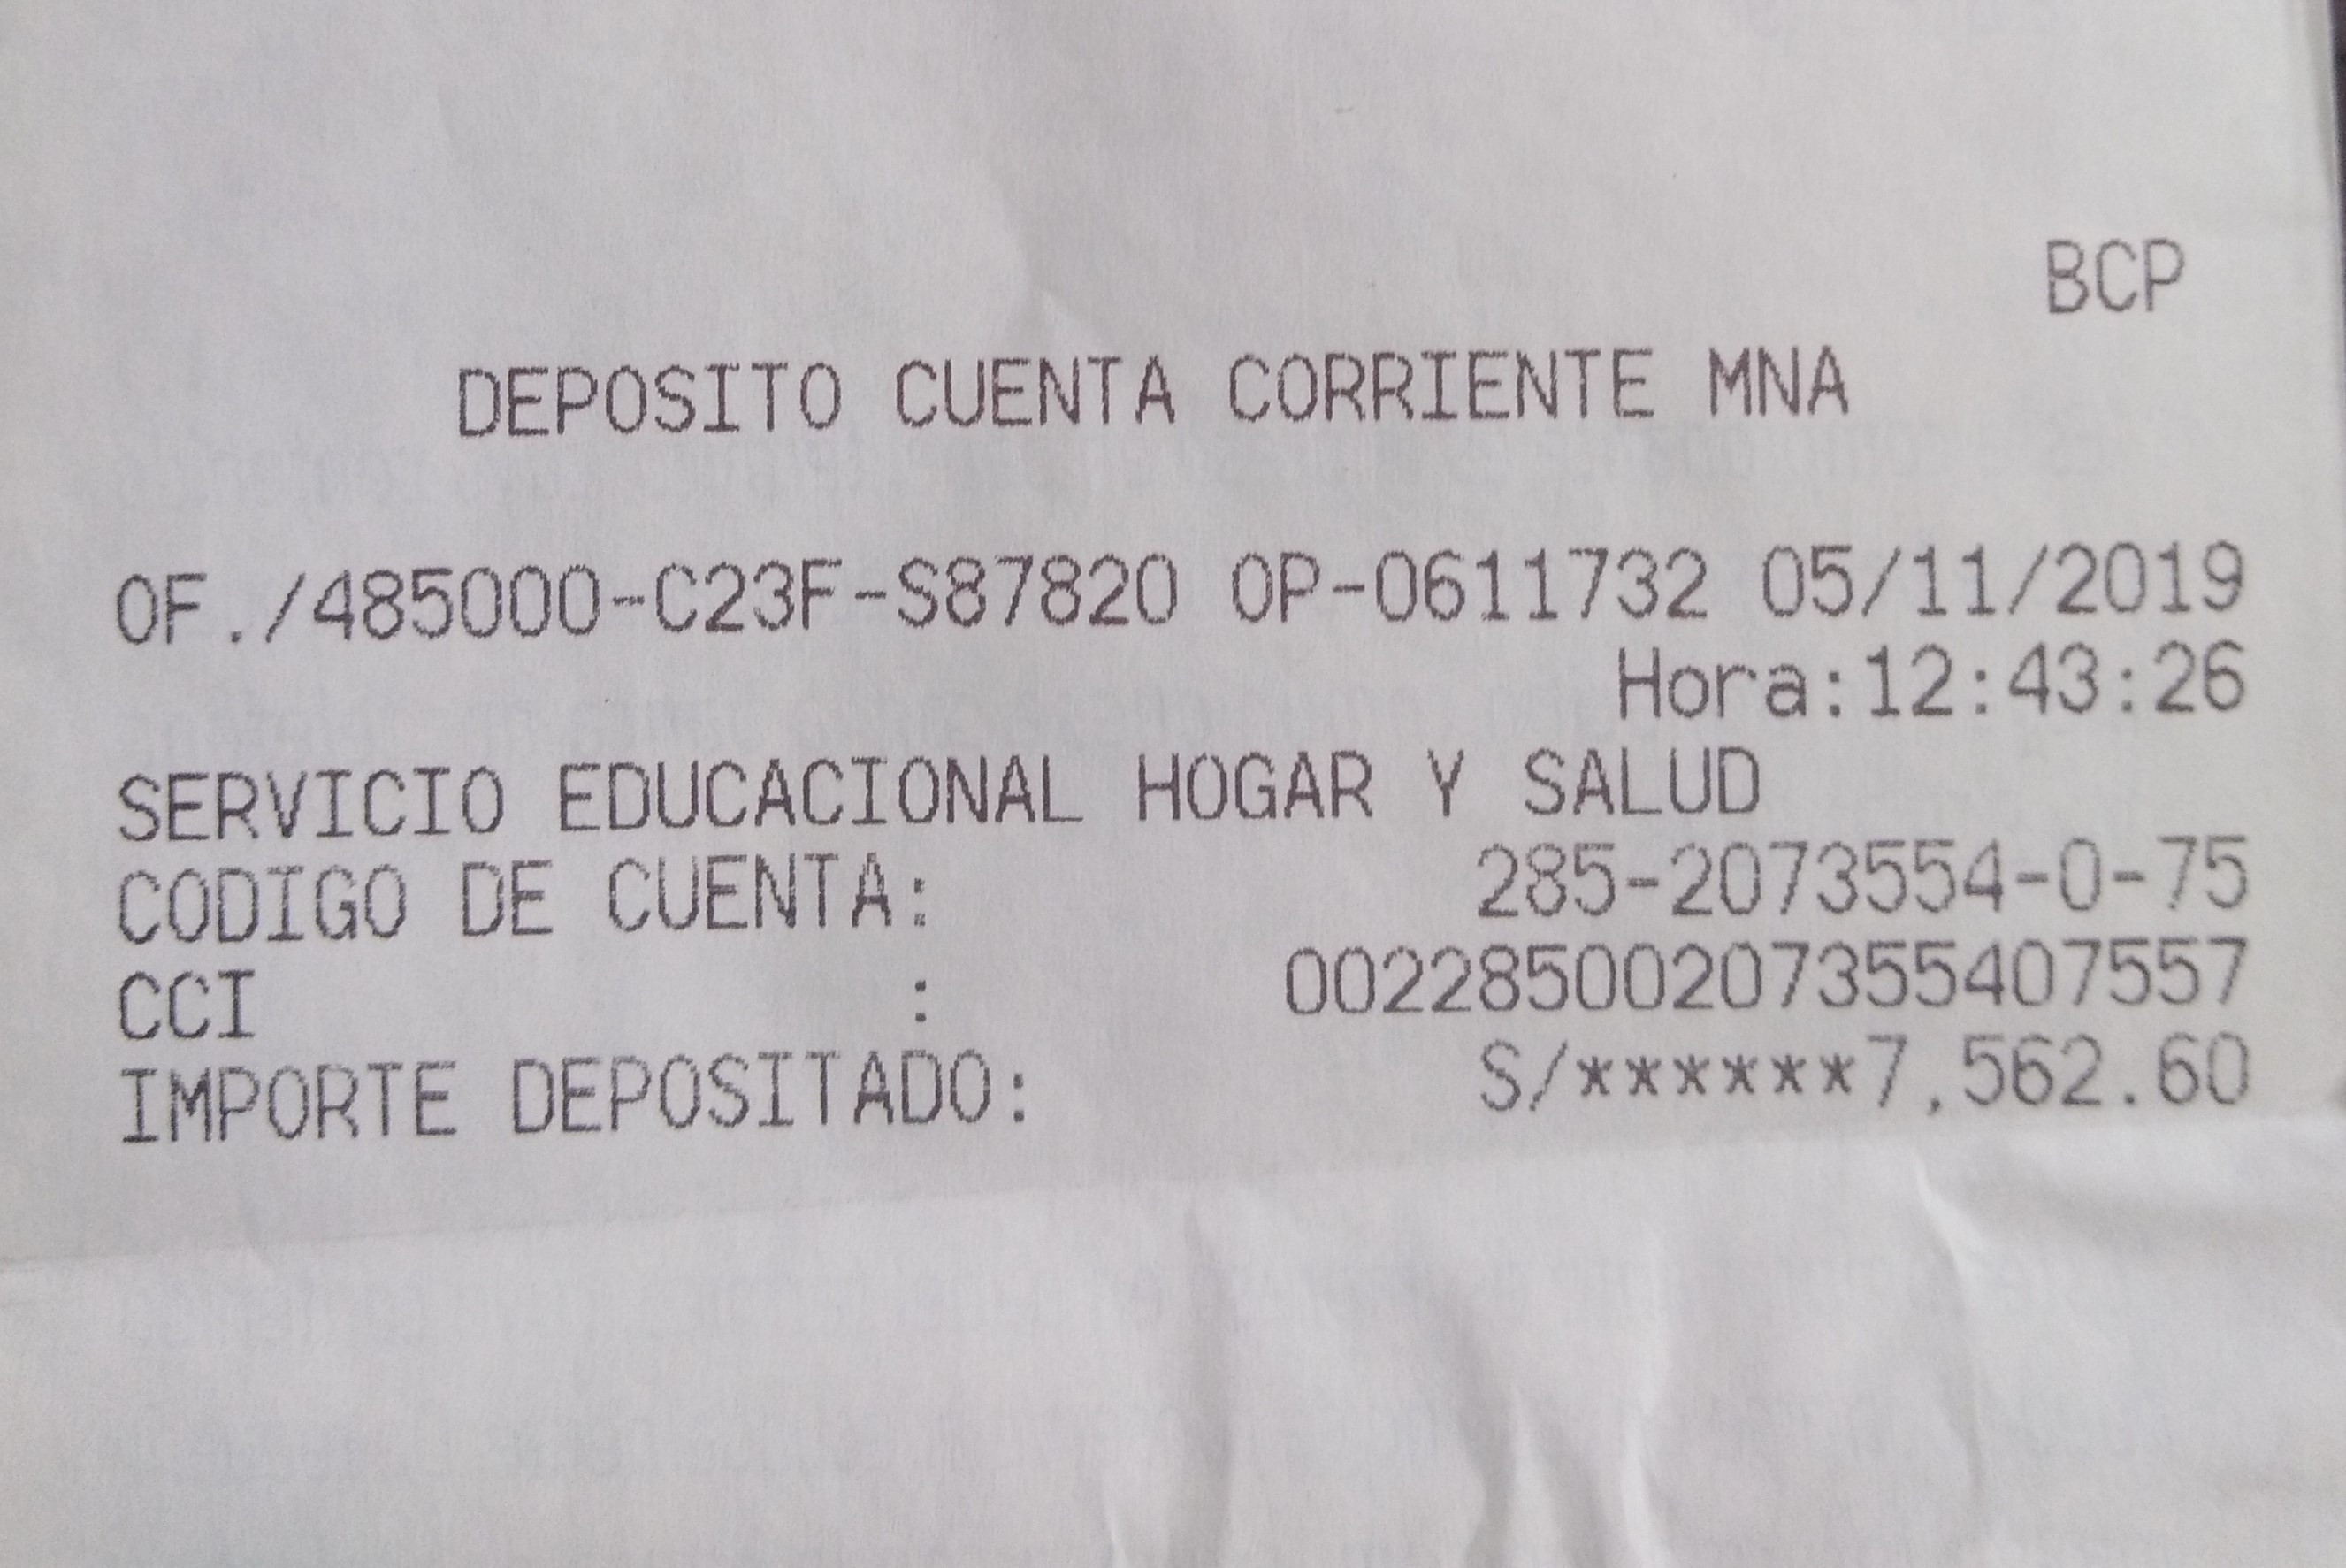 BCP
DEPOSITO CUENTA CORRIENTE MNA
OF./485000-C23F-S87820 OP-0611732 05/11/2019
Hora:12:43:26
SERVICIO EDUCACIONAL HOGAR Y SALUD
CODIGO DE CUENTA: 285-2073554-0-75
CCI : 00228500207355407557
IMPORTE DEPOSITADO: S/******7,562.60